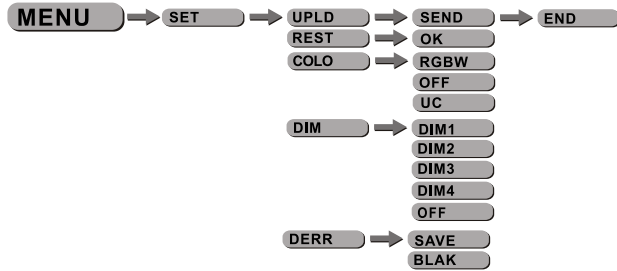 MENU SET UPLD SEND END
REST OK
COLO RGBW
OFF
UC
DIM DIM1
DIM2
DIM3
DIM4
OFF
DERR SAVE
BLAK